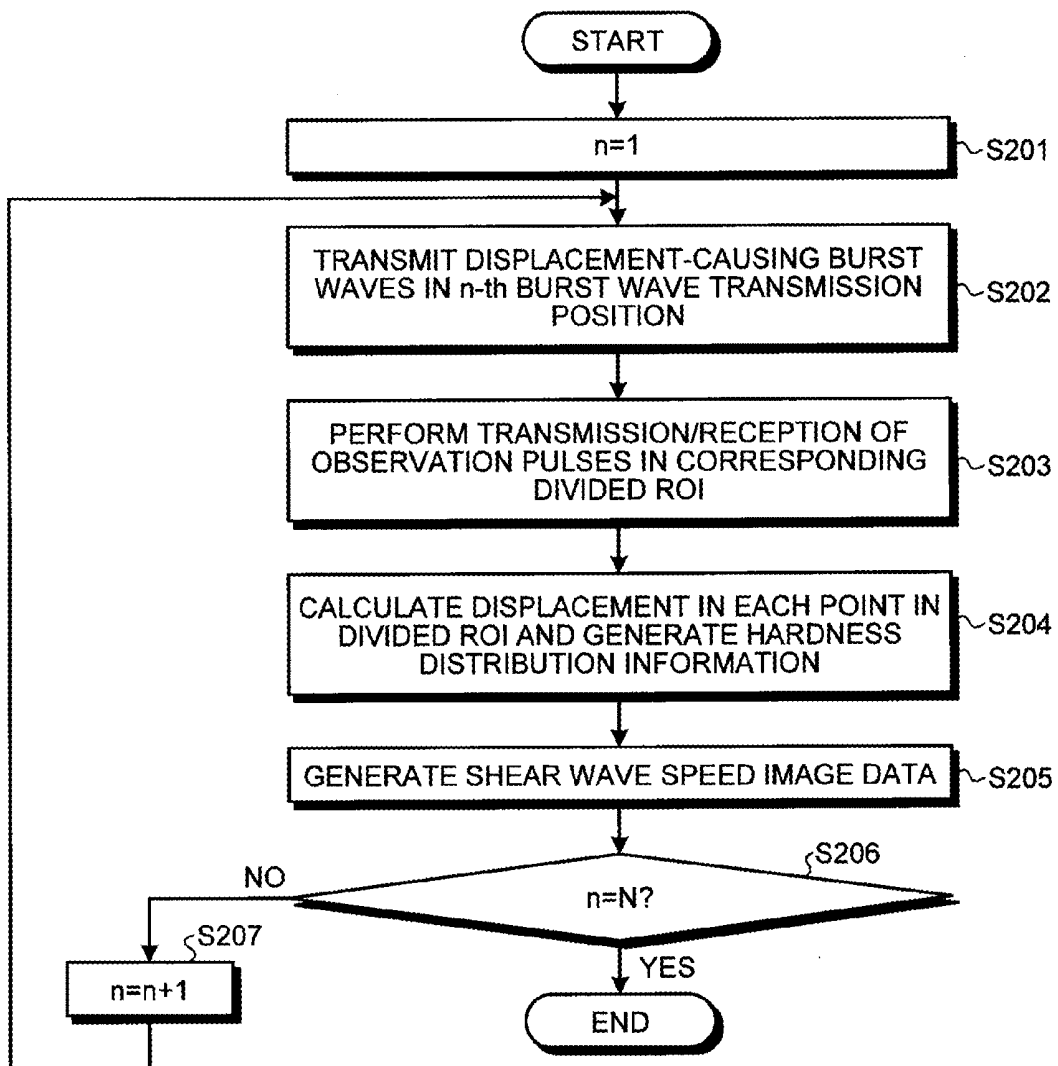 START
n=1
S201
TRANSMIT DISPLACEMENT-CAUSING BURST
WAVES IN n-th BURST WAVE TRANSMISSION
POSITION
S202
PERFORM TRANSMISSION/RECEPTION OF
OBSERVATION PULSES IN CORRESPONDING
DIVIDED ROI
S203
CALCULATE DISPLACEMENT IN EACH POINT IN
DIVIDED ROI AND GENERATE HARDNESS
DISTRIBUTION INFORMATION
S204
GENERATE SHEAR WAVE SPEED IMAGE DATA
S205
S206
n=N?
NO
S207
n=n+1
YES
END